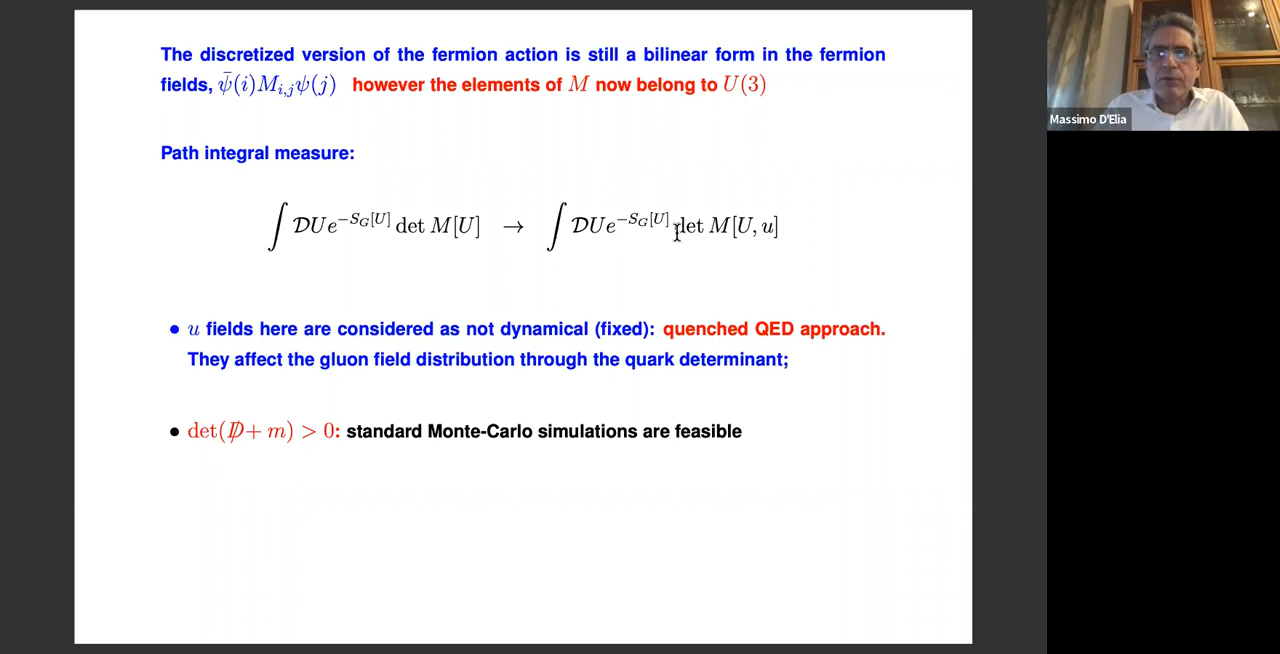 The discretized version of the fermion action is still a bilinear form in the fermion
fields, ψ̄(i)M_{i,j}ψ(j) however the elements of M now belong to U(3)
Path integral measure:
∫ 𝒟U e^{−S_G[U]} det M[U] → ∫ 𝒟U e^{−S_G[U]} det M[U, u]
• u fields here are considered as not dynamical (fixed): quenched QED approach.
They affect the gluon field distribution through the quark determinant;
• det(D̸ + m) > 0: standard Monte-Carlo simulations are feasible
Massimo D'Elia